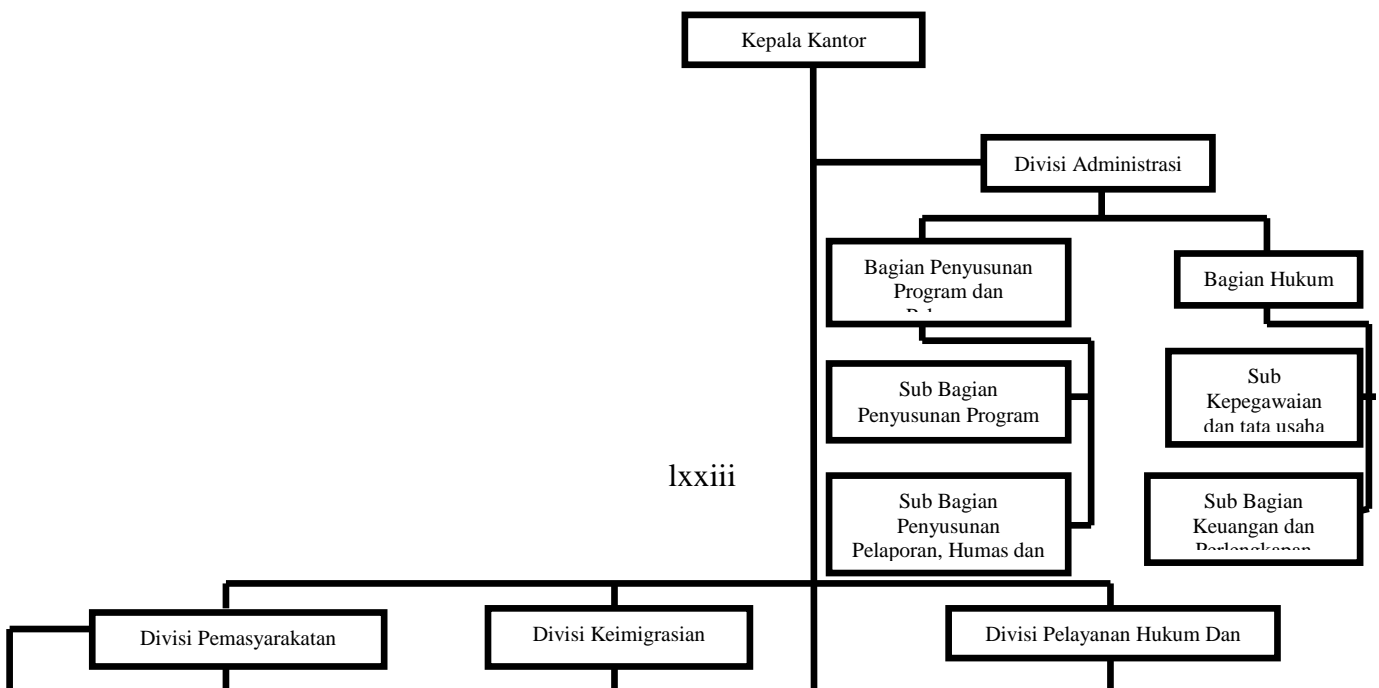 Kepala Kantor
Divisi Administrasi
Bagian Penyusunan
Program dan
Bagian Hukum
Sub Bagian
Penyusunan Program
Sub
Kepegawaian
dan tata usaha
lxxiii
Sub Bagian
Penyusunan
Pelaporan, Humas dan
Sub Bagian
Keuangan dan
Perlengkapan
Divisi Pemasyarakatan
Divisi Keimigrasian
Divisi Pelayanan Hukum Dan